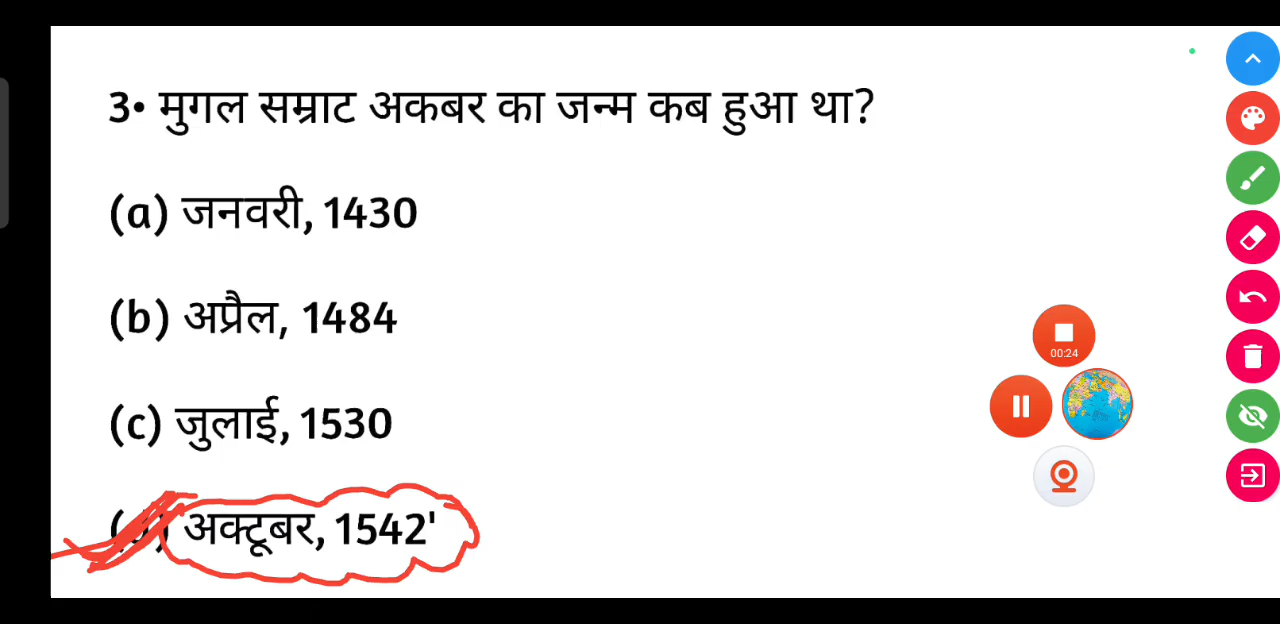 3• मुगल सम्राट अकबर का जन्म कब हुआ था?
(a) जनवरी, 1430
(b) अप्रैल, 1484
(c) जुलाई, 1530
(d) अक्टूबर, 1542'
00:24